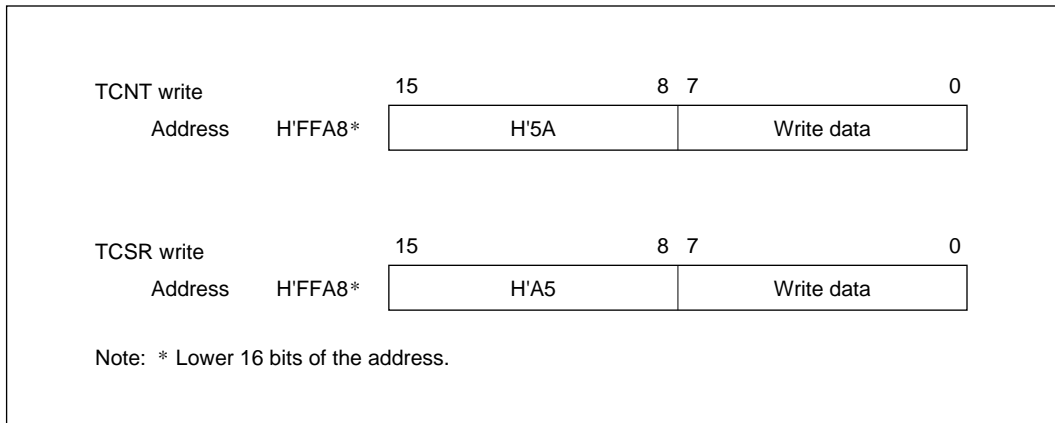 TCNT write 15 8 7 0
Address H'FFA8* H'5A Write data
TCSR write 15 8 7 0
Address H'FFA8* H'A5 Write data
Note: * Lower 16 bits of the address.